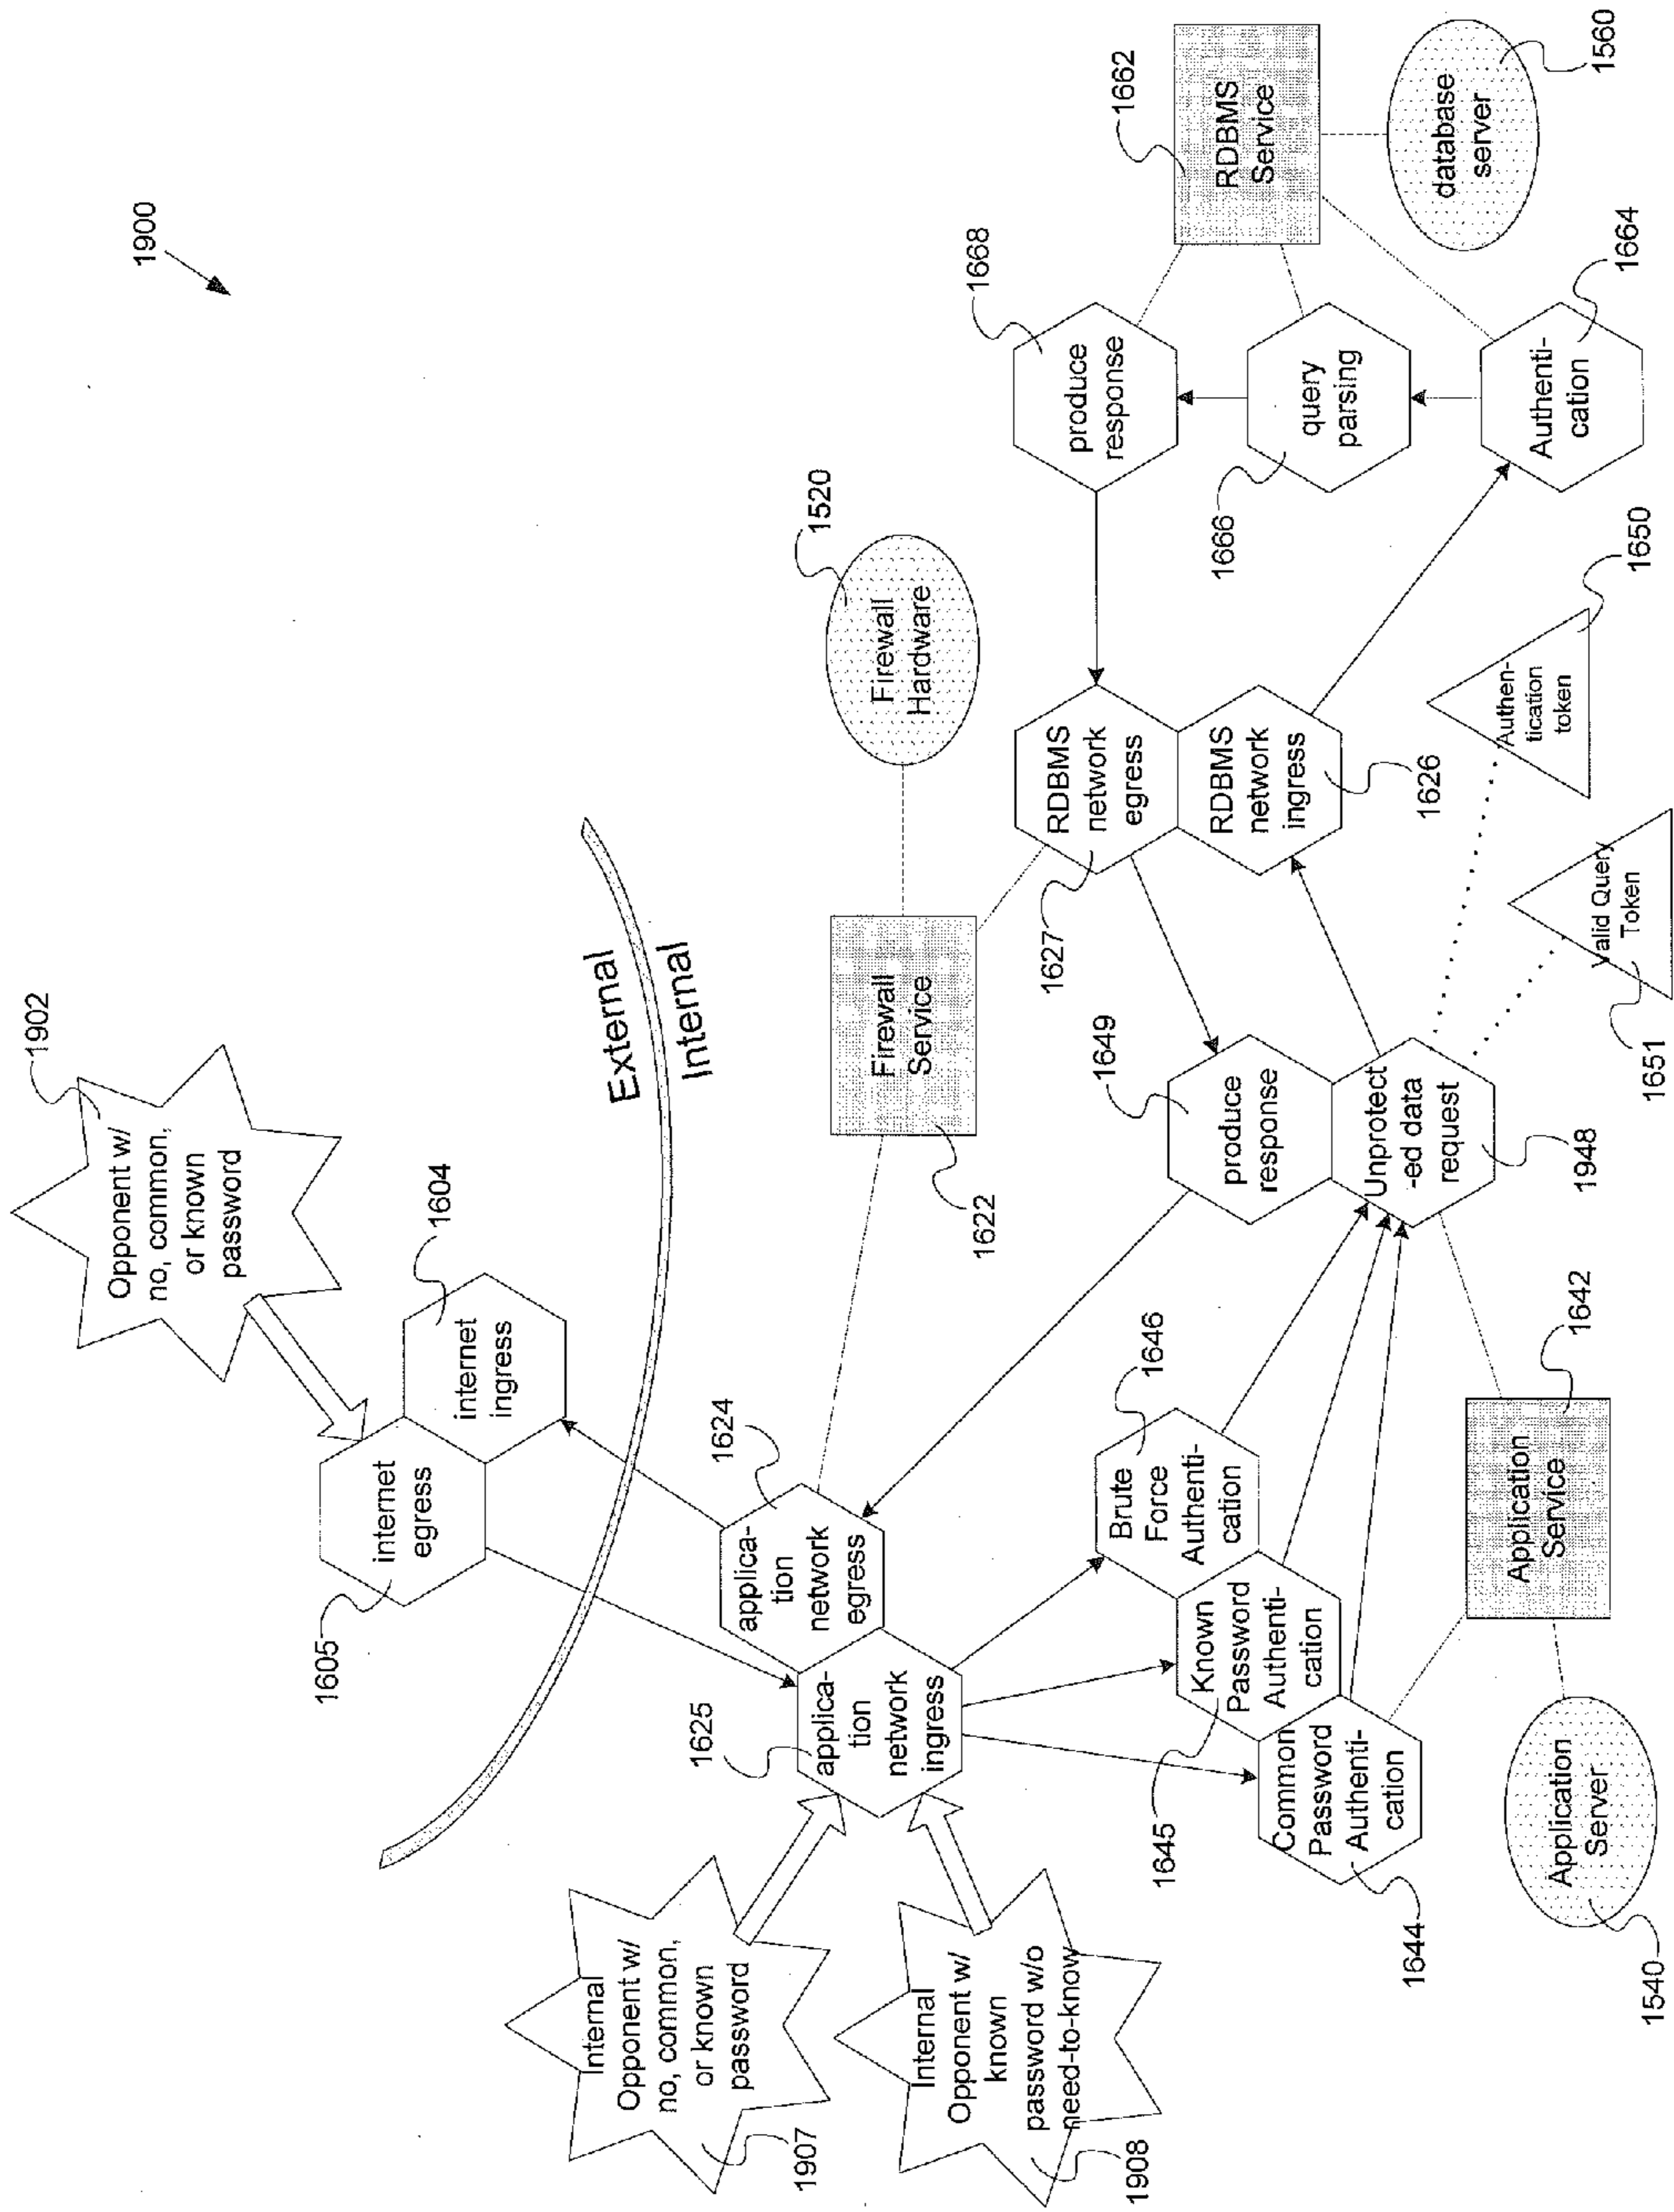 1900
1902
Opponent w/
no, common,
or known
password
1604
internet
ingress
internet
egress
1605
External
Internal
1520
Firewall
Hardware
Firewall
Service
1622
1624
applica-
tion
network
egress
1625
applica-
tion
network
ingress
Internal
Opponent w/
no, common,
or known
password
1907
Internal
Opponent w/
known
password w/o
need-to-know
1908
1662
RDBMS
Service
database
server
1560
1668
produce
response
query
parsing
1666
Authenti-
cation
1664
RDBMS
network
egress
1627
RDBMS
network
ingress
1626
Authen-
tication
token
1650
Valid Query
Token
1651
1649
produce
response
Unprotect
-ed data
request
1948
1646
Brute
Force
Authenti-
cation
Known
Password
Authenti-
cation
1645
Common
Password
Authenti-
cation
1644
1642
Application
Service
Application
Server
1540